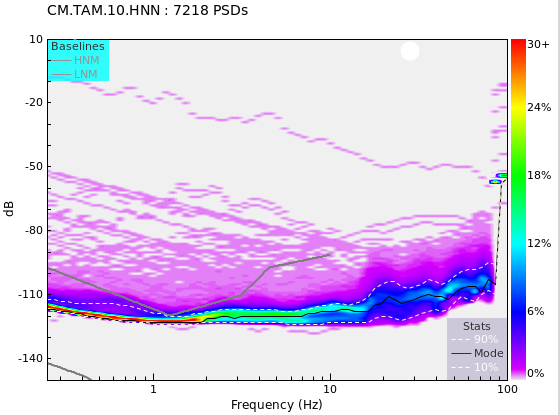 CM.TAM.10.HNN : 7218 PSDs
Baselines
HNM
LNM
10
-20
-50
-80
-110
-140
dB
1
10
100
Frequency (Hz)
Stats
90%
Mode
10%
30+
24%
18%
12%
6%
0%